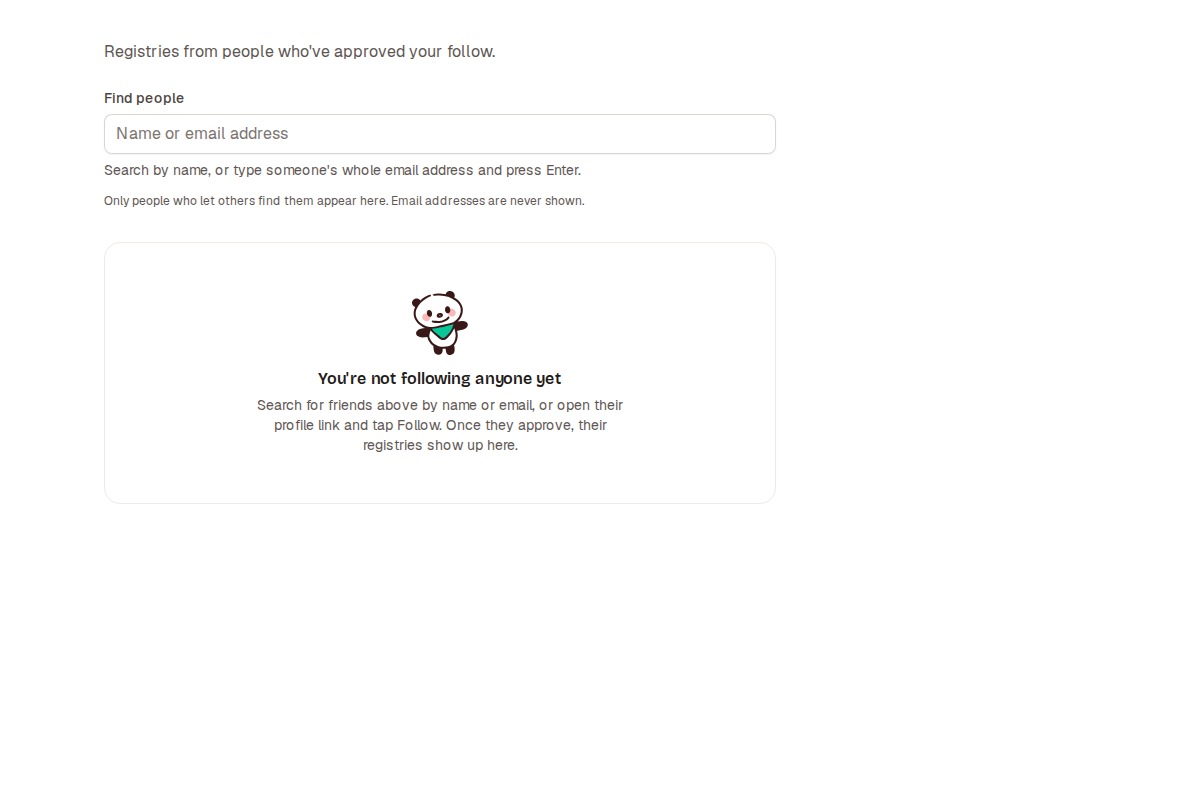 Registries from people who've approved your follow.
Find people
Name or email address
Search by name, or type someone's whole email address and press Enter.
Only people who let others find them appear here. Email addresses are never shown.
You're not following anyone yet
Search for friends above by name or email, or open their
profile link and tap Follow. Once they approve, their
registries show up here.